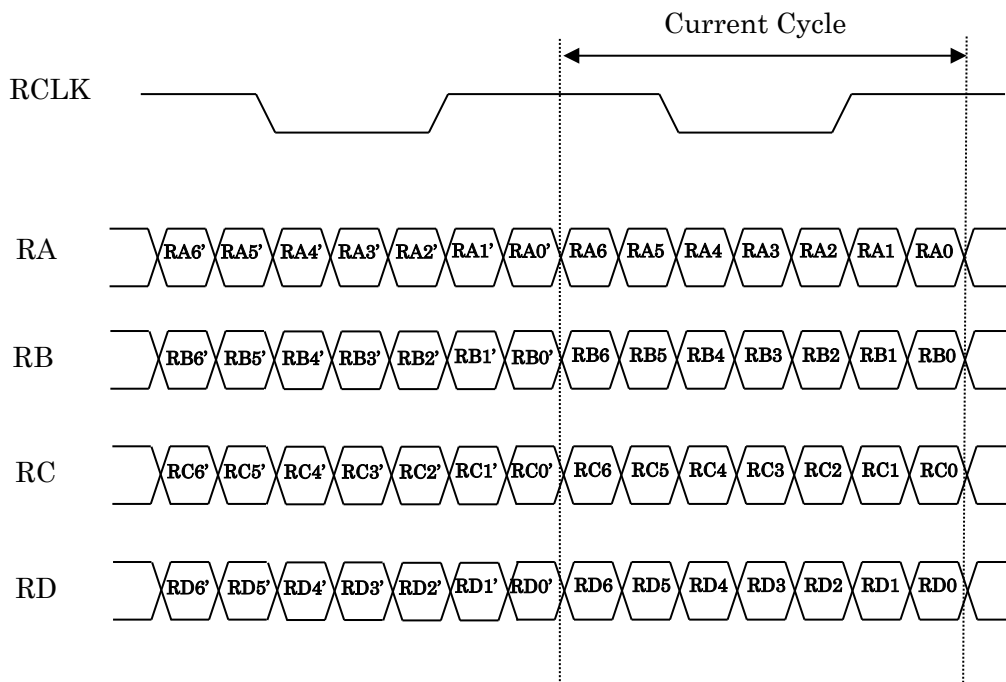 Current Cycle
RCLK
RA RA6' RA5' RA4' RA3' RA2' RA1' RA0' RA6 RA5 RA4 RA3 RA2 RA1 RA0
RB RB6' RB5' RB4' RB3' RB2' RB1' RB0' RB6 RB5 RB4 RB3 RB2 RB1 RB0
RC RC6' RC5' RC4' RC3' RC2' RC1' RC0' RC6 RC5 RC4 RC3 RC2 RC1 RC0
RD RD6' RD5' RD4' RD3' RD2' RD1' RD0' RD6 RD5 RD4 RD3 RD2 RD1 RD0